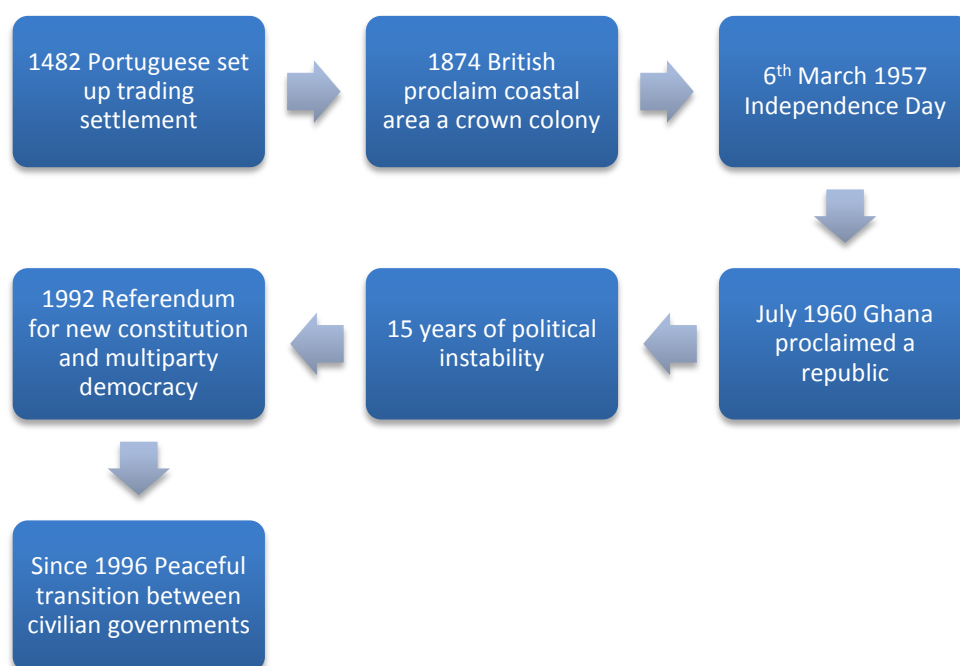 1482 Portuguese set
up trading
settlement
1874 British
proclaim coastal
area a crown colony
6th March 1957
Independence Day
July 1960 Ghana
proclaimed a
republic
15 years of political
instability
1992 Referendum
for new constitution
and multiparty
democracy
Since 1996 Peaceful
transition between
civilian governments